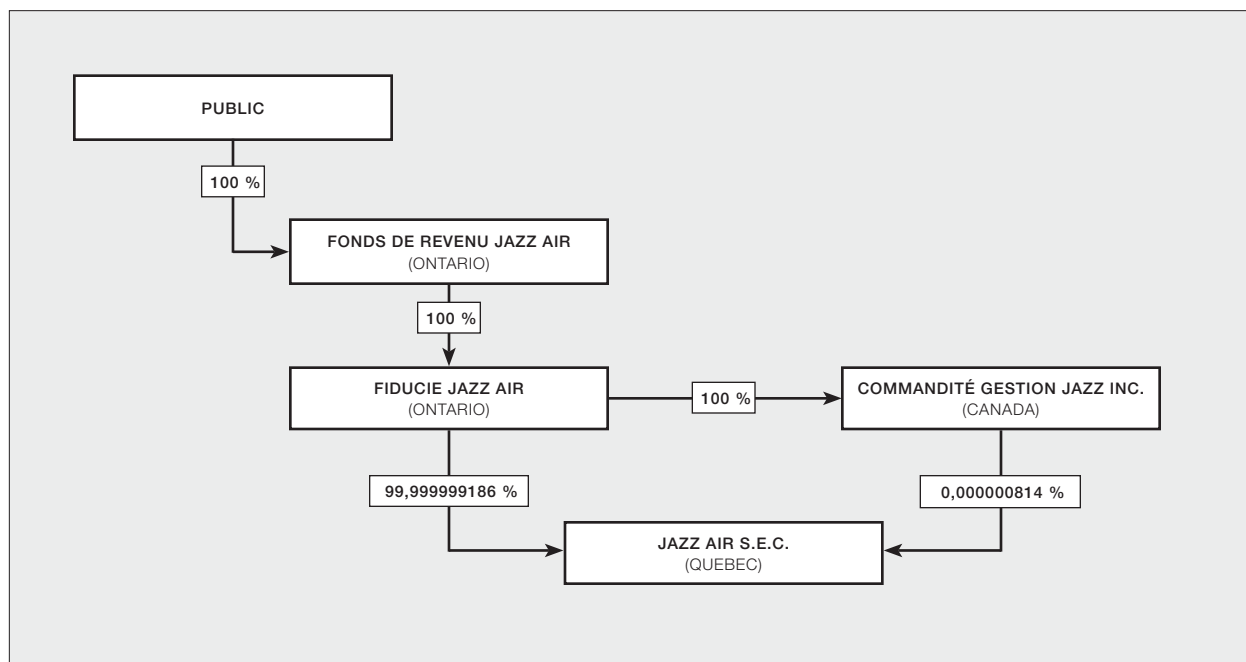 PUBLIC
100 %
FONDS DE REVENU JAZZ AIR
(ONTARIO)
100 %
FIDUCIE JAZZ AIR
(ONTARIO)
100 %
COMMANDITÉ GESTION JAZZ INC.
(CANADA)
99,999999186 %
0,000000814 %
JAZZ AIR S.E.C.
(QUEBEC)